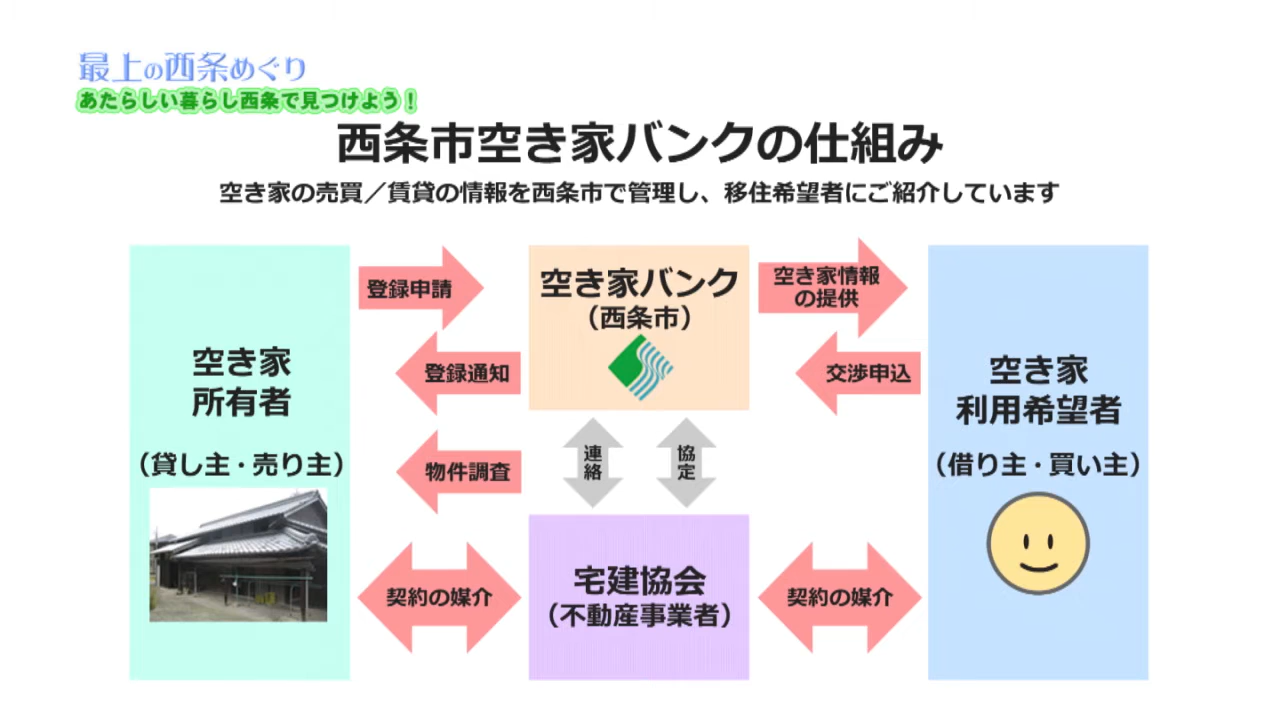 最上の西条めぐり
あたらしい暮らし西条で見つけよう!
西条市空き家バンクの仕組み
空き家の売買／賃貸の情報を西条市で管理し、移住希望者にご紹介しています
空き家
所有者
（貸し主・売り主）
登録申請
登録通知
物件調査
契約の媒介
空き家バンク
（西条市）
連
絡
協
定
宅建協会
（不動産事業者）
空き家情報
の提供
交渉申込
契約の媒介
空き家
利用希望者
（借り主・買い主）